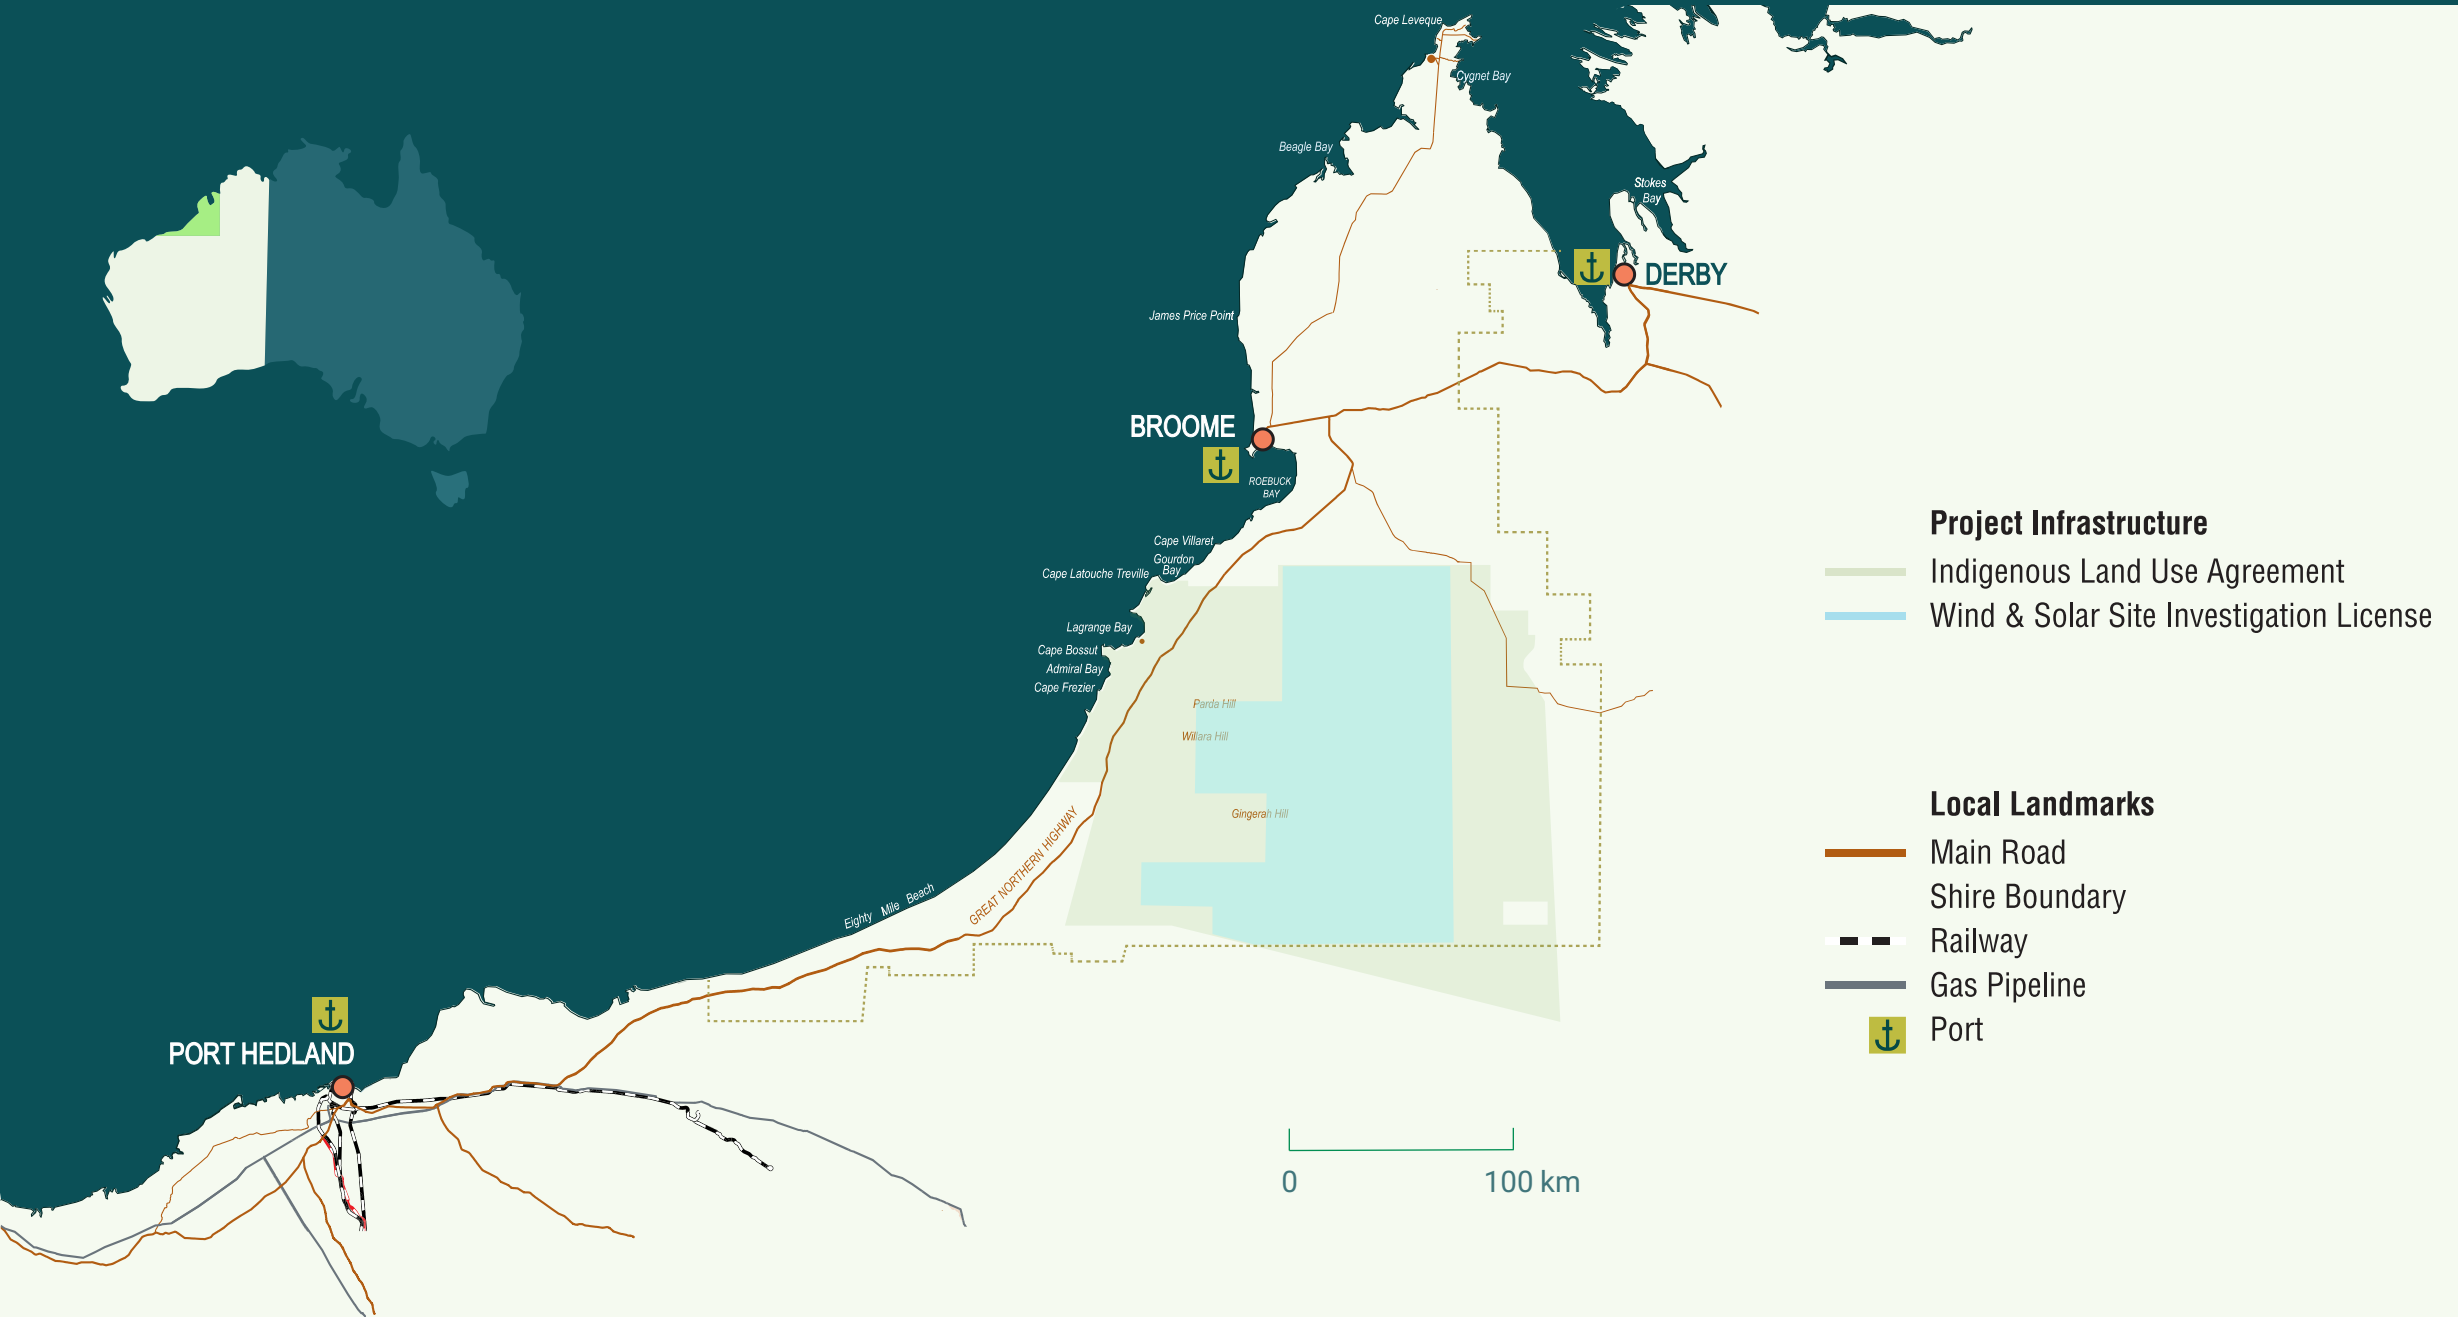 Cape Leveque
Cygnet Bay
Beagle Bay
Stokes
Bay
DERBY
James Price Point
BROOME
ROEBUCK
BAY
Cape Villaret
Gourdon
Bay
Cape Latouche Treville
Lagrange Bay
Cape Bossut
Admiral Bay
Cape Frezier
Parda Hill
Willara Hill
Gingerah Hill
GREAT NORTHERN HIGHWAY
Eighty Mile Beach
PORT HEDLAND
Project Infrastructure
Indigenous Land Use Agreement
Wind & Solar Site Investigation License
Local Landmarks
Main Road
Shire Boundary
Railway
Gas Pipeline
Port
0 100 km